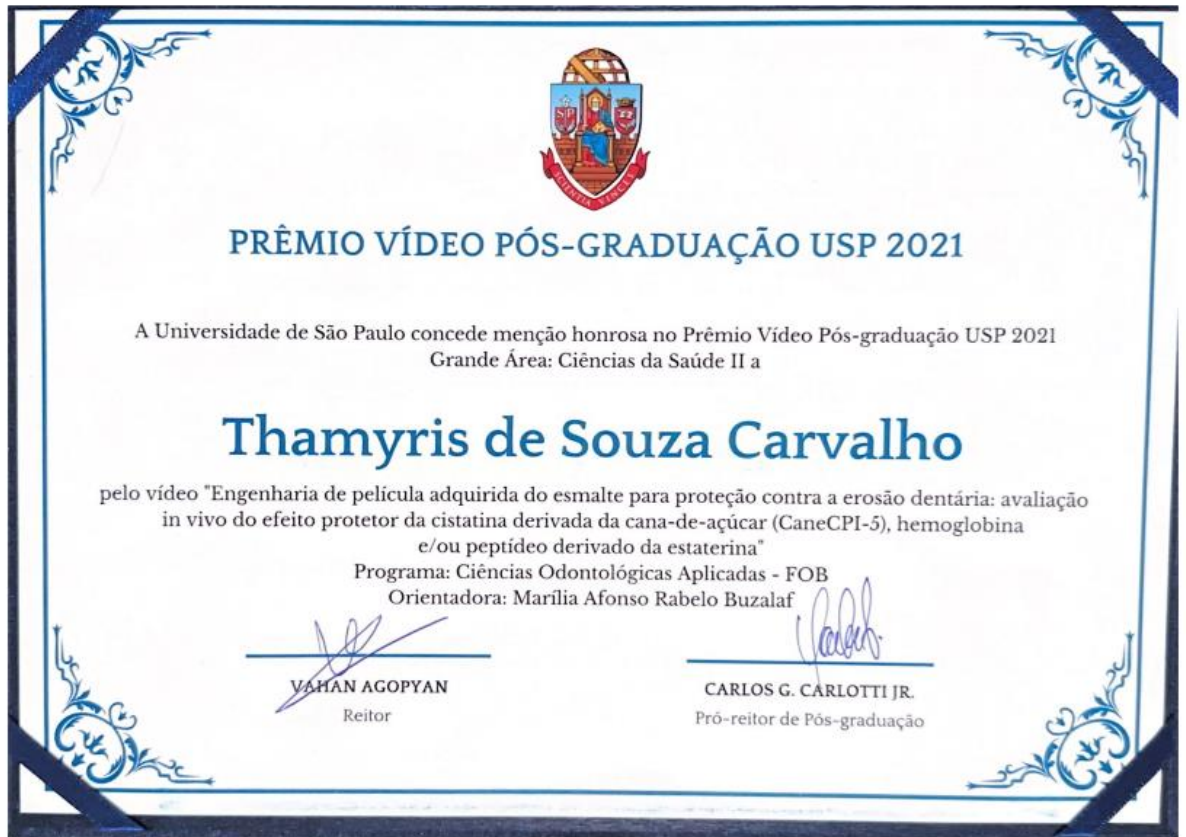 SCIENTIA VINCES
PRÊMIO VÍDEO PÓS-GRADUAÇÃO USP 2021
A Universidade de São Paulo concede menção honrosa no Prêmio Vídeo Pós-graduação USP 2021
Grande Área: Ciências da Saúde II a
Thamyris de Souza Carvalho
pelo vídeo "Engenharia de película adquirida do esmalte para proteção contra a erosão dentária: avaliação
in vivo do efeito protetor da cistatina derivada da cana-de-açúcar (CaneCPI-5), hemoglobina
e/ou peptídeo derivado da estaterina"
Programa: Ciências Odontológicas Aplicadas - FOB
Orientadora: Marília Afonso Rabelo Buzalaf
VAHAN AGOPYAN
Reitor
CARLOS G. CARLOTTI JR.
Pró-reitor de Pós-graduação